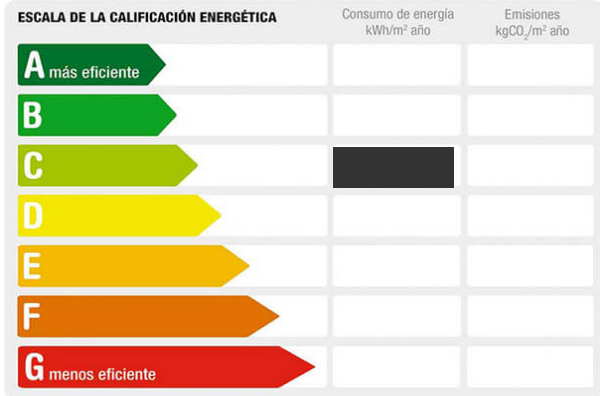 ESCALA DE LA CALIFICACIÓN ENERGÉTICA
Consumo de energía
kWh/m² año
Emisiones
kgCO₂/m² año
A más eficiente
B
C
D
E
F
G menos eficiente